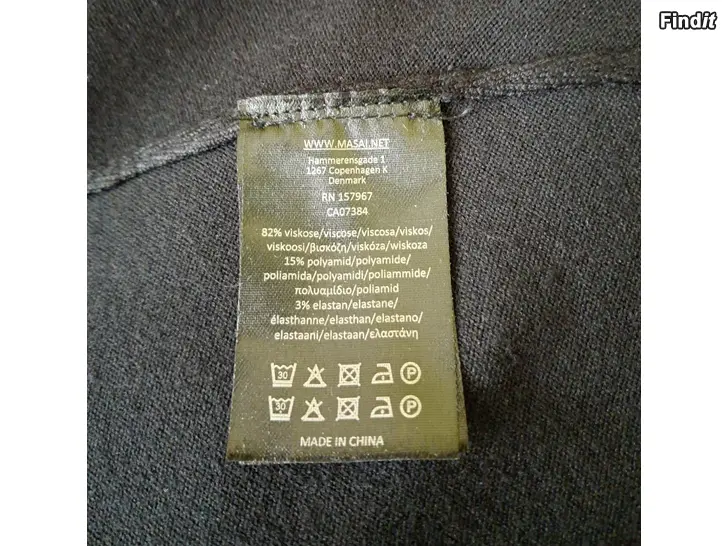 Findit
WWW.MASAI.NET
Hammerensgade 1
1267 Copenhagen K
Denmark
RN 157967
CA07384
82% viskose/viscose/viscosa/viskos/
viskoosi/βισκόζη/viskóza/wiskoza
15% polyamid/polyamide/
poliamida/polyamidi/poliammide/
πολυαμίδιο/poliamid
3% elastan/elastane/
élasthanne/elasthan/elastano/
elastaani/elastaan/ελαστάνη
30 P
30 P
MADE IN CHINA